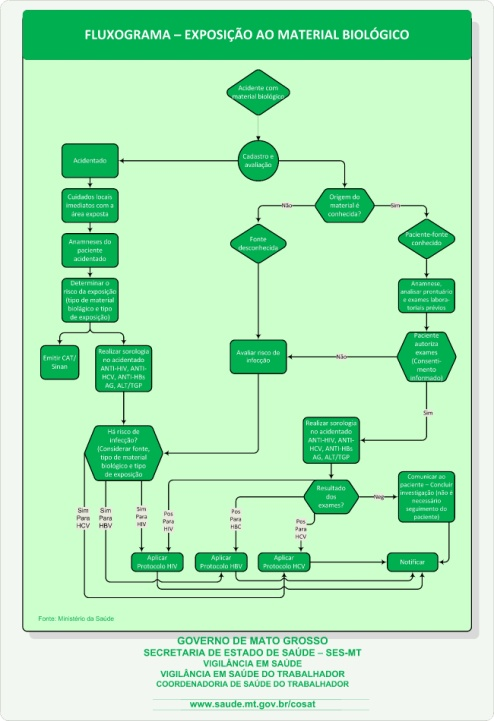 FLUXOGRAMA – EXPOSIÇÃO AO MATERIAL BIOLÓGICO
Acidente com
material biológico
Cadastro e
avaliação
Acidentado
Cuidados locais
imediatos com a
área exposta
Anamneses do
paciente
acidentado
Determinar o
risco da exposição
(tipo de material
biológico e tipo
de exposição)
Emitir CAT/
Sinan
Realizar sorologia
no acidentado
ANTI-HIV, ANTI-
HCV, ANTI-HBs
AG, ALT/TGP
Origem do
material é
conhecida?
Não
Sim
Fonte
desconhecida
Paciente-fonte
conhecido
Anamnese,
analisar prontuário
e exames labora-
toriais prévios
Avaliar risco de
infecção
Não
Paciente
autoriza
exames
(Consenti-
mento
informado)
Sim
Há risco de
infecção?
(Considerar fonte,
tipo de material
biológico e tipo
de exposição
Realizar sorologia
no acidentado
ANTI-HIV, ANTI-
HCV, ANTI-HBs
AG, ALT/TGP
Resultado
dos
exames?
Neg
Comunicar ao
paciente – Concluir
investigação (não é
necessário
seguimento do
paciente)
Sim
Para
HCV
Sim
Para
HBV
Sim
Para
HIV
Pos
Para
HIV
Pos
Para
HBC
Pos
Para
HCV
Aplicar
Protocolo HIV
Aplicar
Protocolo HBV
Aplicar
Protocolo HCV
Notificar
Fonte: Ministério da Saúde
GOVERNO DE MATO GROSSO
SECRETARIA DE ESTADO DE SAÚDE – SES-MT
VIGILÂNCIA EM SAÚDE
VIGILÂNCIA EM SAÚDE DO TRABALHADOR
COORDENADORIA DE SAÚDE DO TRABALHADOR
www.saude.mt.gov.br/cosat